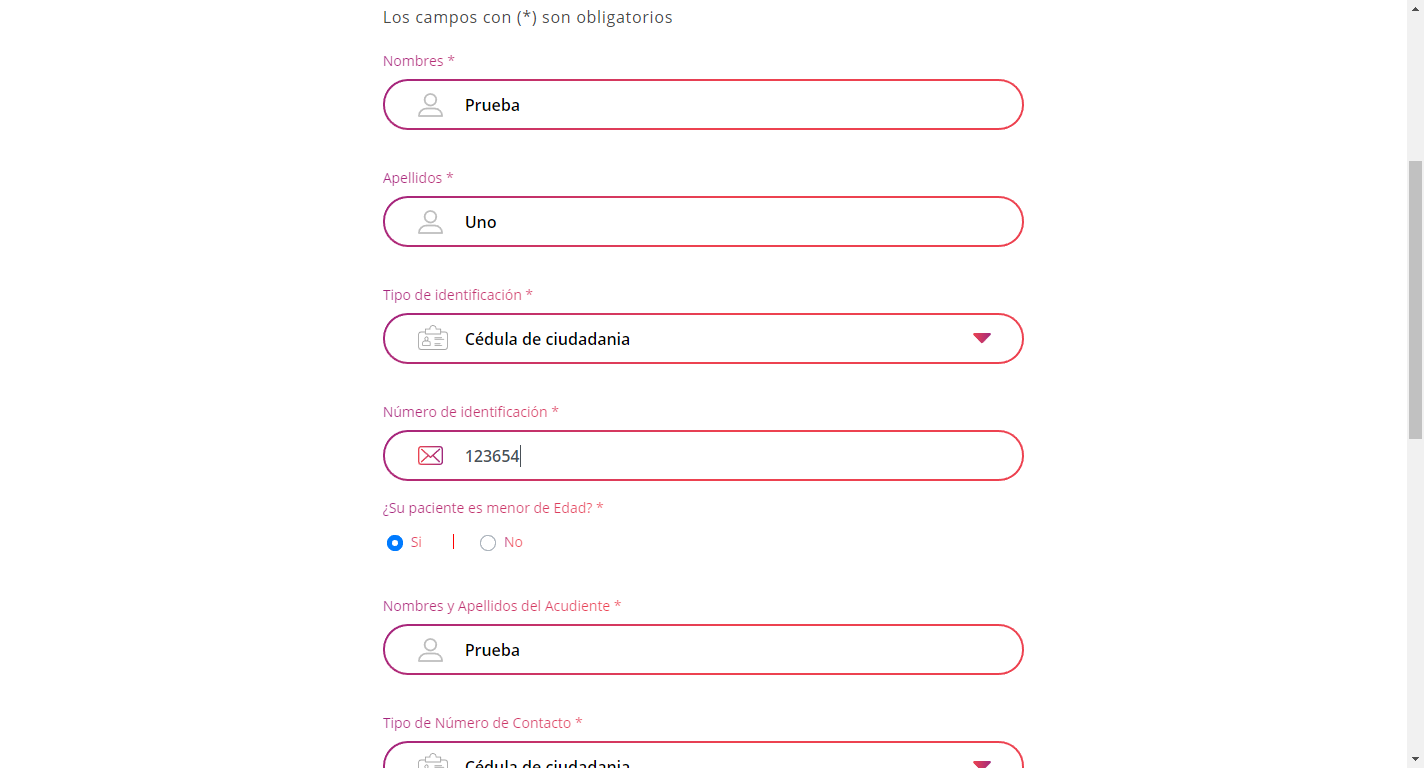 Los campos con (*) son obligatorios
Nombres *
Prueba
Apellidos *
Uno
Tipo de identificación *
Cédula de ciudadania
Número de identificación *
123654
¿Su paciente es menor de Edad? *
Si | No
Nombres y Apellidos del Acudiente *
Prueba
Tipo de Número de Contacto *
Cédula de ciudadania